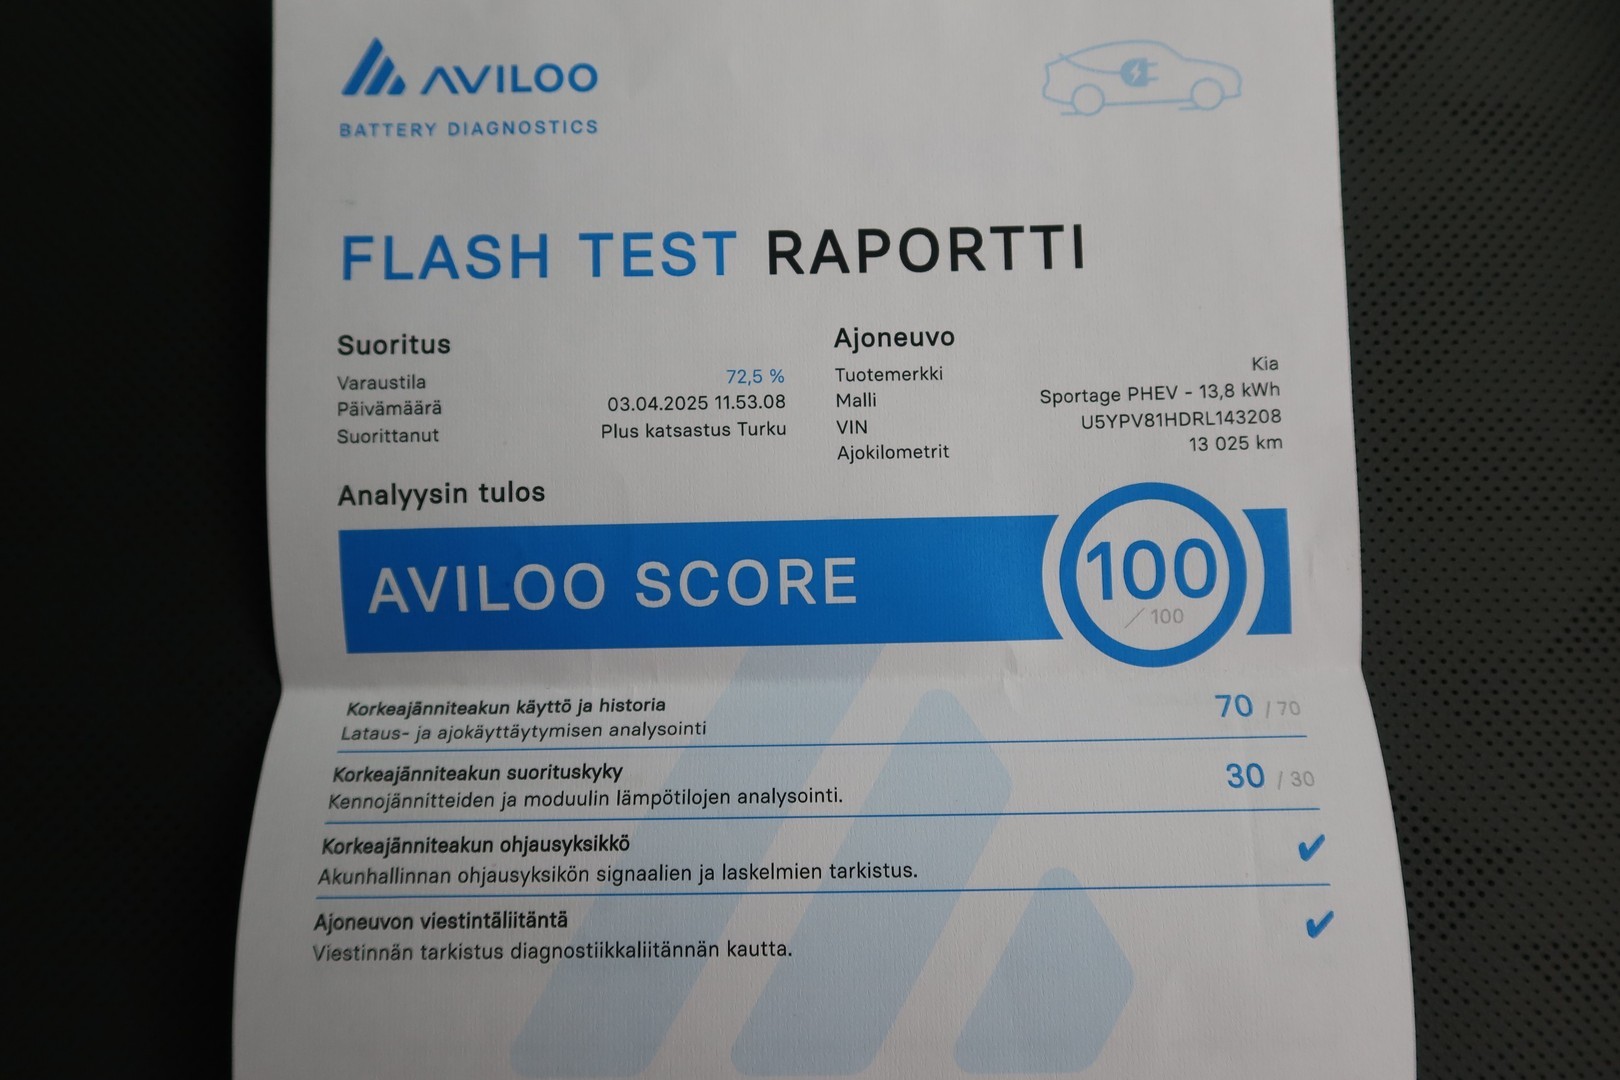 AVILOO
BATTERY DIAGNOSTICS
FLASH TEST RAPORTTI
Suoritus
Varaustila 72,5 %
Päivämäärä 03.04.2025 11.53.08
Suorittanut Plus katsastus Turku
Ajoneuvo
Tuotemerkki Kia
Malli Sportage PHEV - 13,8 kWh
VIN U5YPV81HDRL143208
Ajokilometrit 13 025 km
Analyysin tulos
AVILOO SCORE 100
/ 100
Korkeajänniteakun käyttö ja historia 70 / 70
Lataus- ja ajokäyttäytymisen analysointi
Korkeajänniteakun suorituskyky 30 / 30
Kennojännitteiden ja moduulin lämpötilojen analysointi.
Korkeajänniteakun ohjausyksikkö ✔
Akunhallinnan ohjausyksikön signaalien ja laskelmien tarkistus.
Ajoneuvon viestintäliitäntä ✔
Viestinnän tarkistus diagnostiikkaliitännän kautta.